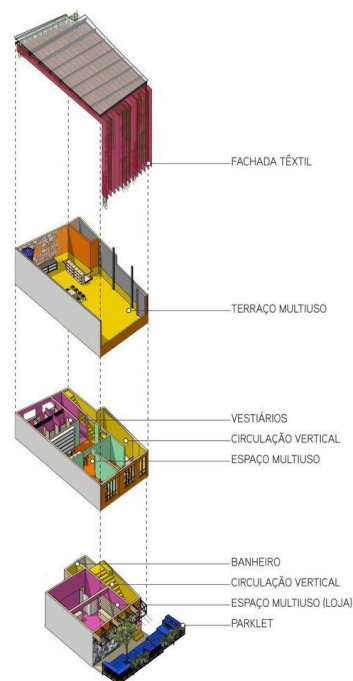 FACHADA TÊXTIL
TERRAÇO MULTIUSO
VESTIÁRIOS
CIRCULAÇÃO VERTICAL
ESPAÇO MULTIUSO
BANHEIRO
CIRCULAÇÃO VERTICAL
ESPAÇO MULTIUSO (LOJA)
PARKLET